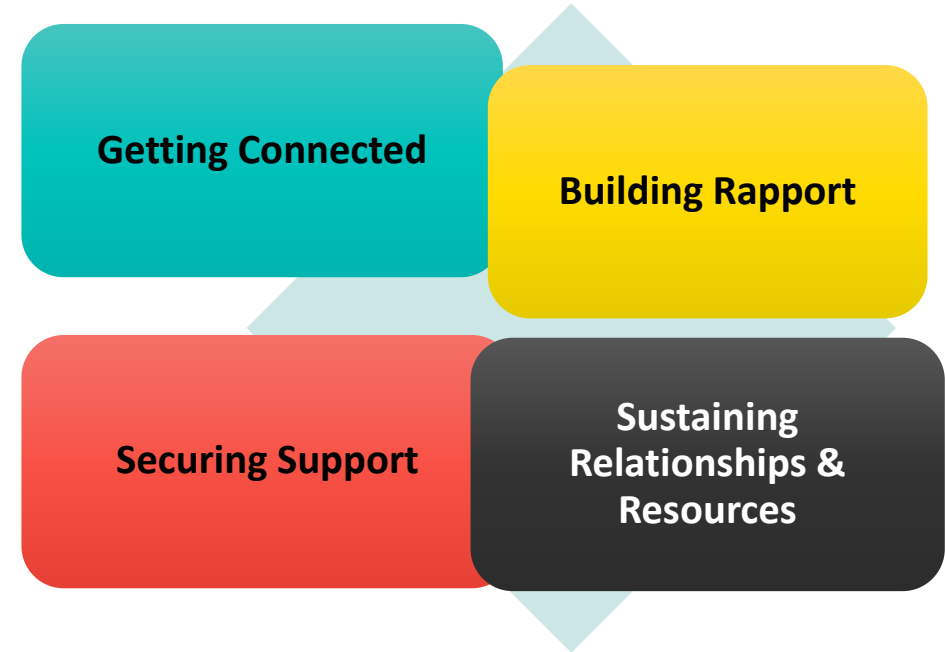 Getting Connected
Building Rapport
Securing Support
Sustaining
Relationships &
Resources